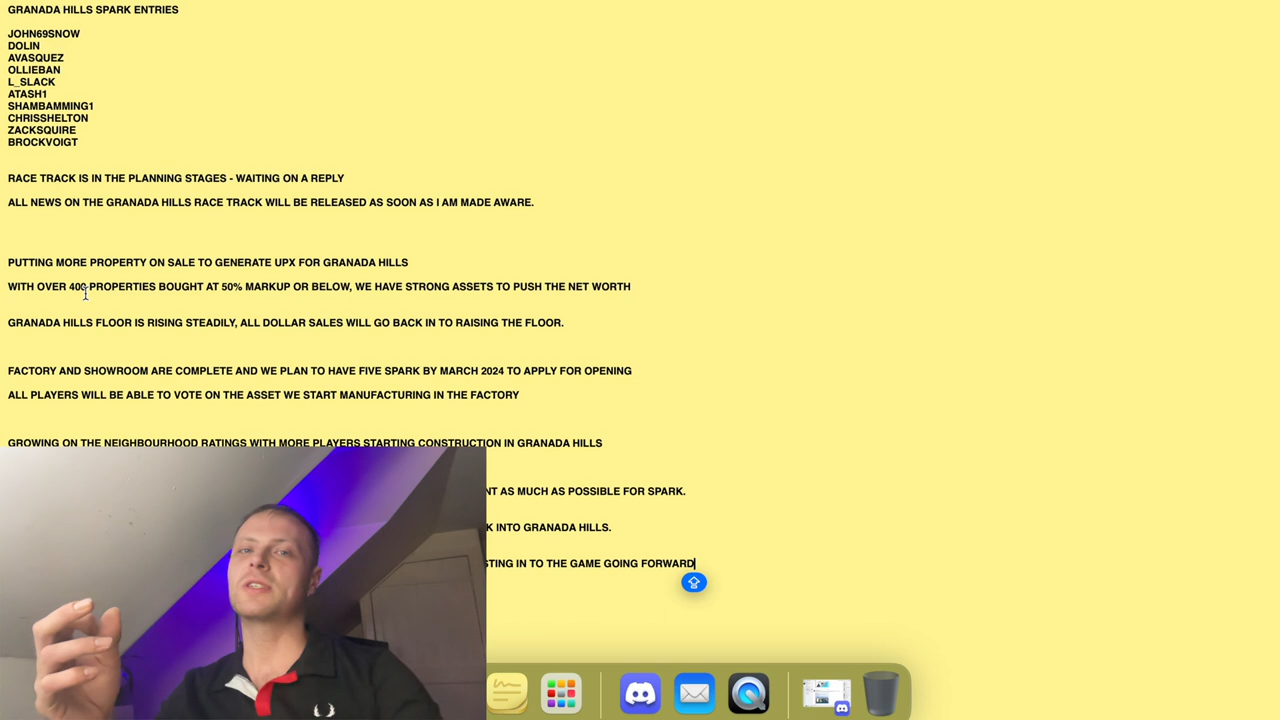 GRANADA HILLS SPARK ENTRIES
JOHN69SNOW
DOLIN
AVASQUEZ
OLLIEBAN
L_SLACK
ATASH1
SHAMBAMMING1
CHRISSHELTON
ZACKSQUIRE
BROCKVOIGT
RACE TRACK IS IN THE PLANNING STAGES - WAITING ON A REPLY
ALL NEWS ON THE GRANADA HILLS RACE TRACK WILL BE RELEASED AS SOON AS I AM MADE AWARE.
PUTTING MORE PROPERTY ON SALE TO GENERATE UPX FOR GRANADA HILLS
WITH OVER 400 PROPERTIES BOUGHT AT 50% MARKUP OR BELOW, WE HAVE STRONG ASSETS TO PUSH THE NET WORTH
GRANADA HILLS FLOOR IS RISING STEADILY, ALL DOLLAR SALES WILL GO BACK IN TO RAISING THE FLOOR.
FACTORY AND SHOWROOM ARE COMPLETE AND WE PLAN TO HAVE FIVE SPARK BY MARCH 2024 TO APPLY FOR OPENING
ALL PLAYERS WILL BE ABLE TO VOTE ON THE ASSET WE START MANUFACTURING IN THE FACTORY
GROWING ON THE NEIGHBOURHOOD RATINGS WITH MORE PLAYERS STARTING CONSTRUCTION IN GRANADA HILLS
AS MUCH AS POSSIBLE FOR SPARK.
INTO GRANADA HILLS.
IN TO THE GAME GOING FORWARD